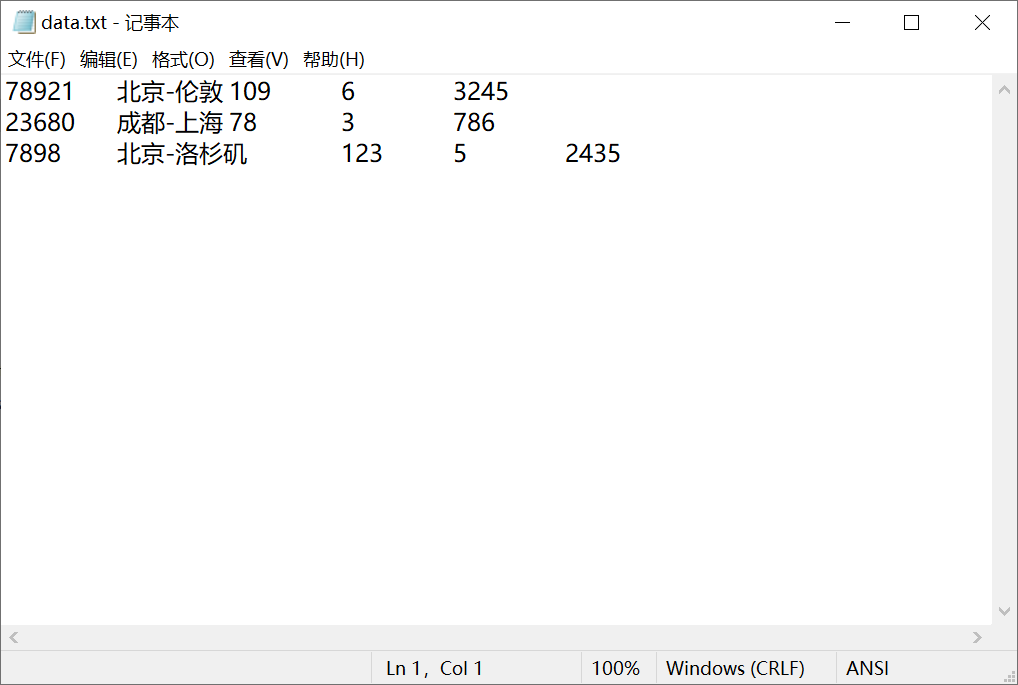 data.txt - 记事本
文件(F) 编辑(E) 格式(O) 查看(V) 帮助(H)
78921 北京-伦敦 109 6 3245
23680 成都-上海 78 3 786
7898 北京-洛杉矶 123 5 2435
Ln 1, Col 1 100% Windows (CRLF) ANSI